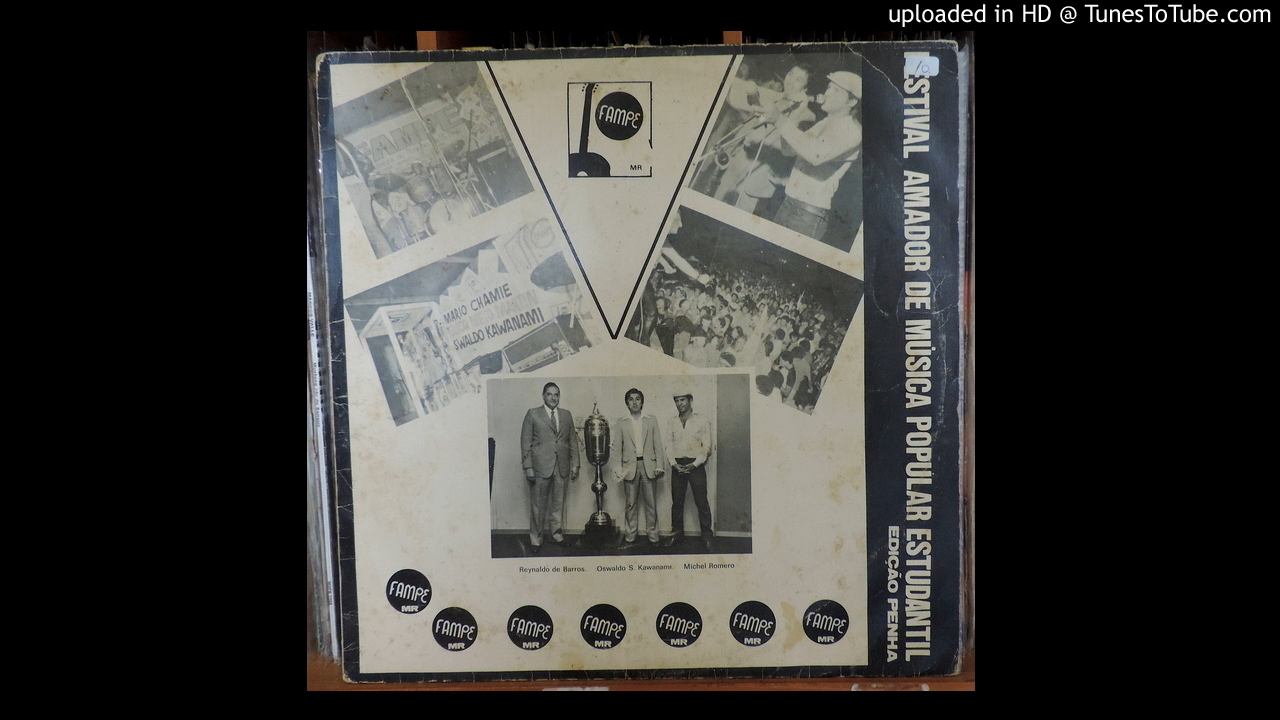 uploaded in HD @ TunesToTube.com
FAMPE
MR
MARIO CHAMIE
SWALDO KAWANAMI
Reynaldo de Barros. Oswaldo S. Kawanami. Michel Romero
FAMPE
MR
FAMPE
MR
FAMPE
MR
FAMPE
MR
FAMPE
MR
FAMPE
MR
FAMPE
MR
ESTIVAL AMADOR DE MÚSICA POPULAR ESTUDANTIL
EDIÇÃO PENHA